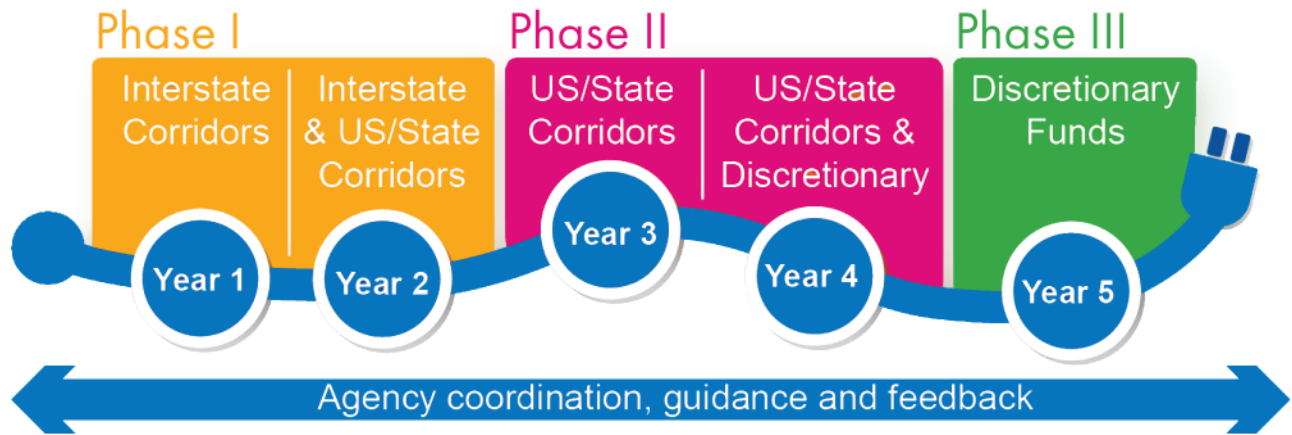 Phase I
Interstate
Corridors
Interstate
& US/State
Corridors
Year 1
Year 2
Phase II
US/State
Corridors
US/State
Corridors &
Discretionary
Year 3
Year 4
Phase III
Discretionary
Funds
Year 5
Agency coordination, guidance and feedback